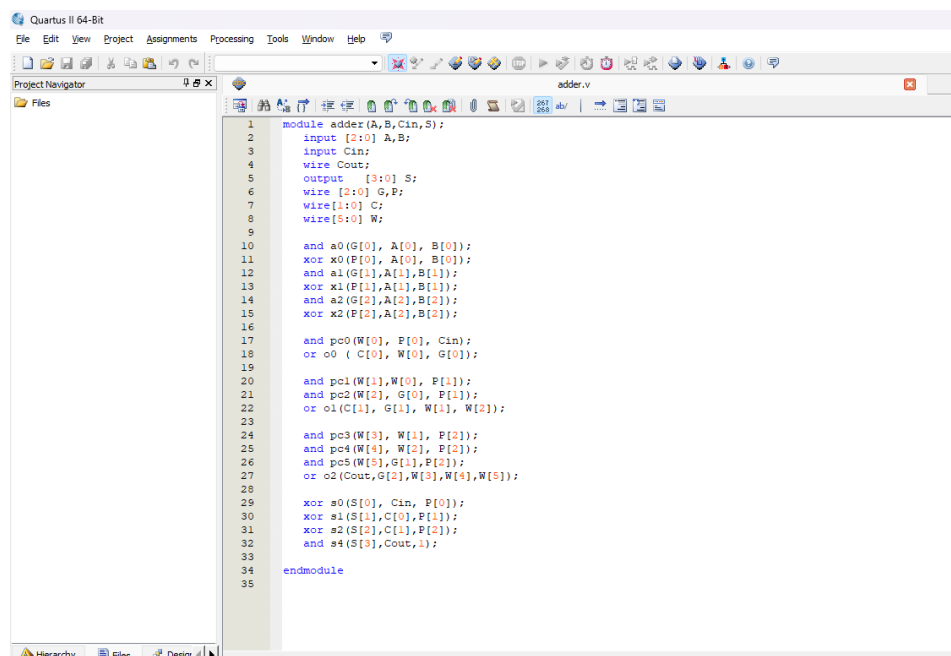 Quartus II 64-Bit
File Edit View Project Assignments Processing Tools Window Help
Project Navigator
adder.v
Files
267
268
ab/
1 module adder(A,B,Cin,S);
2 input [2:0] A,B;
3 input Cin;
4 wire Cout;
5 output [3:0] S;
6 wire [2:0] G,P;
7 wire[1:0] C;
8 wire[5:0] W;
9
10 and a0(G[0], A[0], B[0]);
11 xor x0(P[0], A[0], B[0]);
12 and a1(G[1],A[1],B[1]);
13 xor x1(P[1],A[1],B[1]);
14 and a2(G[2],A[2],B[2]);
15 xor x2(P[2],A[2],B[2]);
16
17 and pc0(W[0], P[0], Cin);
18 or o0 ( C[0], W[0], G[0]);
19
20 and pc1(W[1],W[0], P[1]);
21 and pc2(W[2], G[0], P[1]);
22 or o1(C[1], G[1], W[1], W[2]);
23
24 and pc3(W[3], W[1], P[2]);
25 and pc4(W[4], W[2], P[2]);
26 and pc5(W[5],G[1],P[2]);
27 or o2(Cout,G[2],W[3],W[4],W[5]);
28
29 xor s0(S[0], Cin, P[0]);
30 xor s1(S[1],C[0],P[1]);
31 xor s2(S[2],C[1],P[2]);
32 and s4(S[3],Cout,1);
33
34 endmodule
35
Hierarchy Files Design